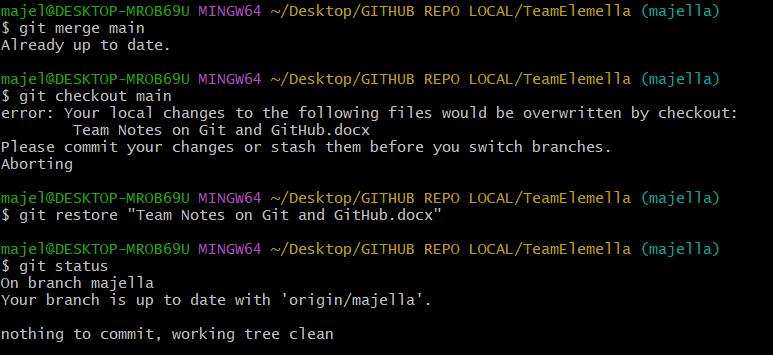 majel@DESKTOP-MROB69U MINGW64 ~/Desktop/GITHUB REPO LOCAL/TeamElemella (majella)
$ git merge main
Already up to date.
majel@DESKTOP-MROB69U MINGW64 ~/Desktop/GITHUB REPO LOCAL/TeamElemella (majella)
$ git checkout main
error: Your local changes to the following files would be overwritten by checkout:
        Team Notes on Git and GitHub.docx
Please commit your changes or stash them before you switch branches.
Aborting
majel@DESKTOP-MROB69U MINGW64 ~/Desktop/GITHUB REPO LOCAL/TeamElemella (majella)
$ git restore "Team Notes on Git and GitHub.docx"
majel@DESKTOP-MROB69U MINGW64 ~/Desktop/GITHUB REPO LOCAL/TeamElemella (majella)
$ git status
On branch majella
Your branch is up to date with 'origin/majella'.
nothing to commit, working tree clean